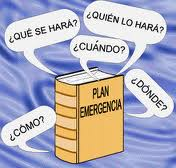 ¿QUÉ SE HARÁ?
¿QUIÉN LO HARÁ?
¿CUÁNDO?
¿DÓNDE?
¿CÓMO?
PLAN
EMERGENCIA